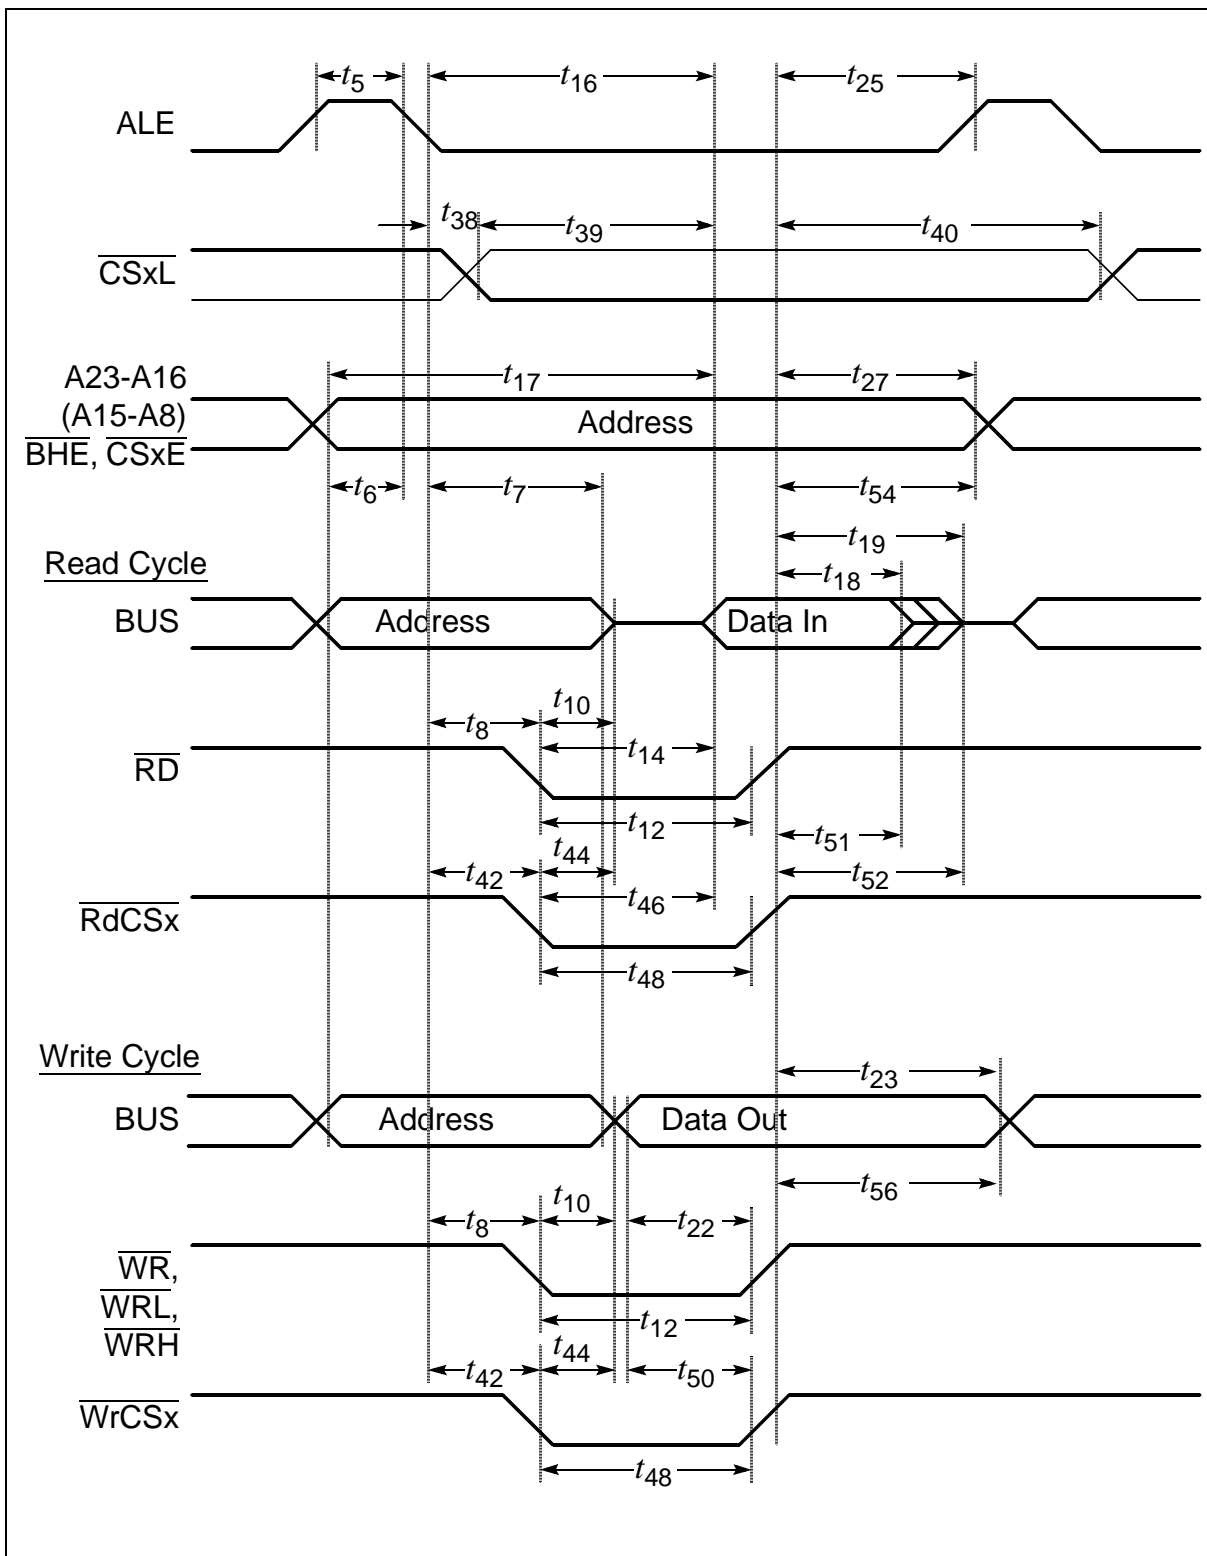 t5 t16 t25
ALE
t38 t39 t40
CSxL
A23-A16
(A15-A8)
BHE, CSxE
t17 t27
Address
t6 t7 t54
t19
Read Cycle
t18
BUS Address Data In
t10
t8
t14
RD
t12 t51
t44
t42 t52
t46
RdCSx
t48
Write Cycle
t23
BUS Address Data Out
t56
t10
t8 t22
WR,
WRL,
WRH
t12
t44
t42 t50
WrCSx
t48